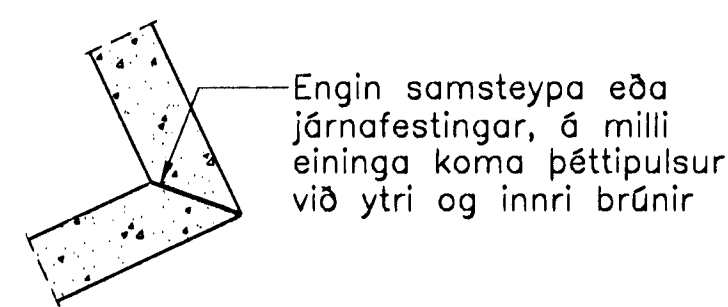 Engin samsteypa eða
járnafestingar, á milli
eininga koma þéttipulsur
við ytri og innri brúnir